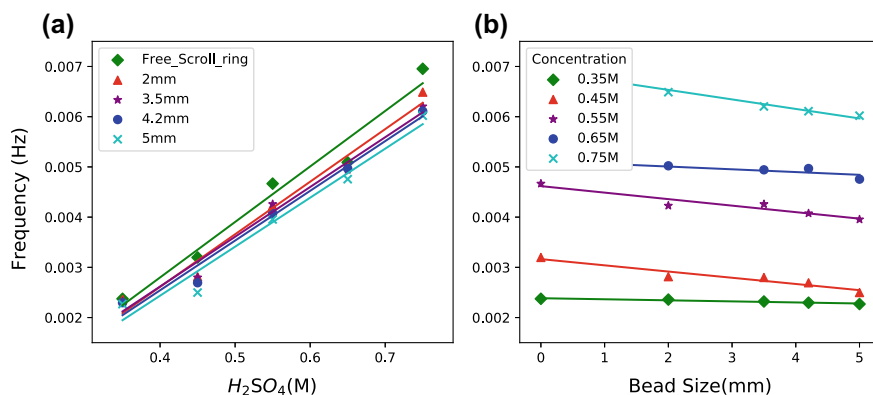 (a)
Free_Scroll_ring
2mm
3.5mm
4.2mm
5mm
0.007
0.006
0.005
0.004
0.003
0.002
Frequency (Hz)
0.4 0.5 0.6 0.7
H₂SO₄(M)
(b)
Concentration
0.35M
0.45M
0.55M
0.65M
0.75M
0.007
0.006
0.005
0.004
0.003
0.002
0 1 2 3 4 5
Bead Size(mm)